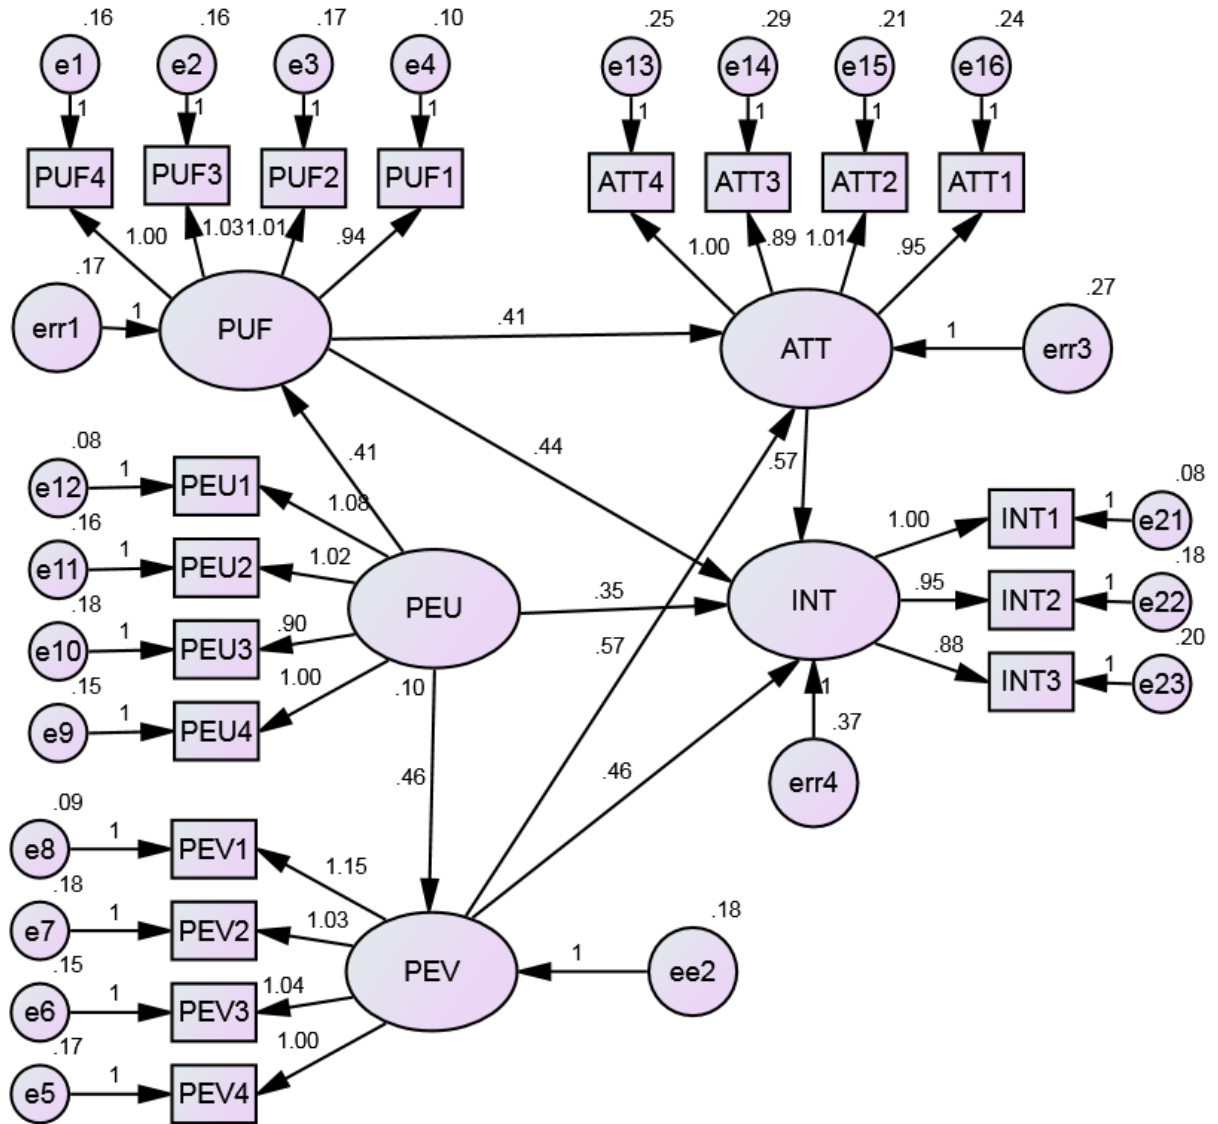 .16 .16 .17 .10 .25 .29 .21 .24
e1 e2 e3 e4 e13 e14 e15 e16
1 1 1 1 1 1 1 1
PUF4 PUF3 PUF2 PUF1 ATT4 ATT3 ATT2 ATT1
1.00 1.03 1.01 .94 1.00 .89 1.01 .95
.17 .27
err1 1 PUF .41 ATT 1 err3
.08 .41 .44 .57
e12 1 PEU1 1.08
.16
e11 1 PEU2 1.02
.18
e10 1 PEU3 .90
.15
e9 1 PEU4 1.00
PEU .10 .35 INT
.08
1.00 INT1 1 e21
.18
.95 INT2 1 e22
.20
.88 INT3 1 e23
.57
1
.37
err4
.46 .46
.09
e8 1 PEV1 1.15
.18
e7 1 PEV2 1.03
.15
e6 1 PEV3 1.04
.17
e5 1 PEV4 1.00
.18
PEV 1 ee2